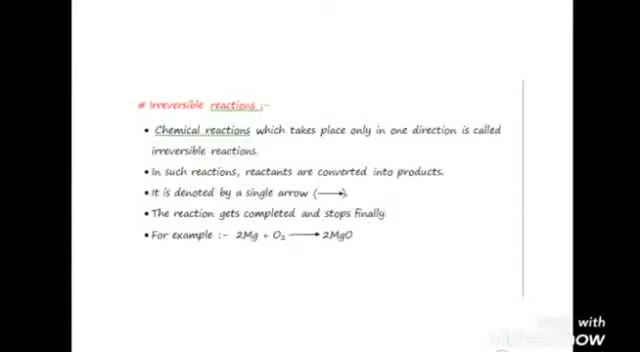 # Irreversible reactions :-
• Chemical reactions which takes place only in one direction is called
irreversible reactions.
• In such reactions, reactants are converted into products.
• It is denoted by a single arrow (⟶).
• The reaction gets completed and stops finally
• For example :- 2Mg + O₂ ⟶ 2MgO
with